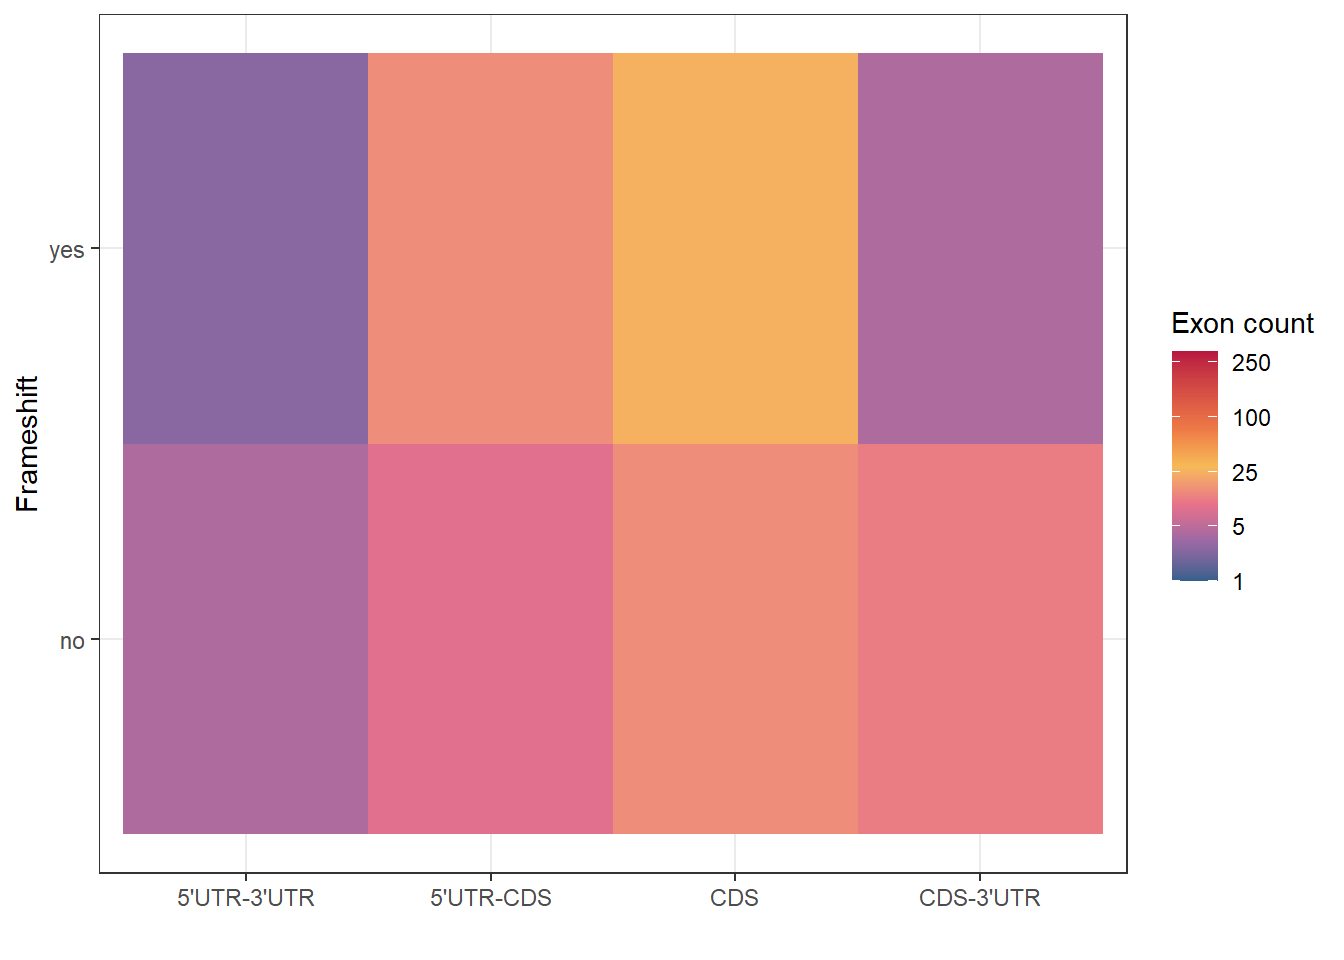 Frameshift
yes
no
5'UTR-3'UTR
5'UTR-CDS
CDS
CDS-3'UTR
Exon count
250
100
25
5
1